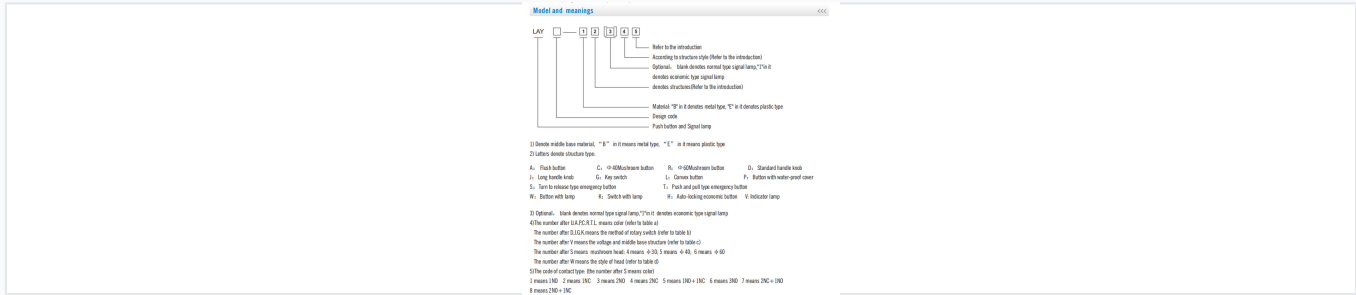 Model and meanings
<<<
LAY □ — 1 2 [3] 4 5
Refer to the introduction
According to structure style(Refer to the introduction)
Optional, blank denotes normal type signal lamp,"J"in it
denotes economic type signal lamp
denotes structures(Refer to the introduction)
Material: "B" in it denotes metal type, "E" in it denotes plastic type
Design code
Push button and Signal lamp
1) Denote middle base material, "B" in it means metal type, "E" in it means plastic type
2) Letters denote structure type:
A: Flush button C: Φ40Mushroom button R: Φ60Mushroom button D: Standard handle knob
J: Long handle knob G: Key switch L: Convex button P: Button with water-proof cover
S: Turn to release type emergency button T: Push and pull type emergency button
W: Button with lamp K: Switch with lamp H: Auto-locking economic button V: Indicator lamp
3) Optional, blank denotes normal type signal lamp,"J"in it denotes economic type signal lamp
4)The number after U.A.P.C.R.T.L. means color (refer to table a)
The number after D.J.G.K means the method of rotary switch (refer to table b)
The number after V means the voltage and middle base structure (refer to table c)
The number after S means mushroom head: 4 means Φ30; 5 means Φ40; 6 means Φ60
The number after W means the style of head (refer to table d)
5)The code of contact type: (the number after S means color)
1 means 1NO 2 means 1NC 3 means 2NO 4 means 2NC 5 means 1NO+1NC 6 means 3NO 7 means 2NC+1NO
8 means 2NO+1NC